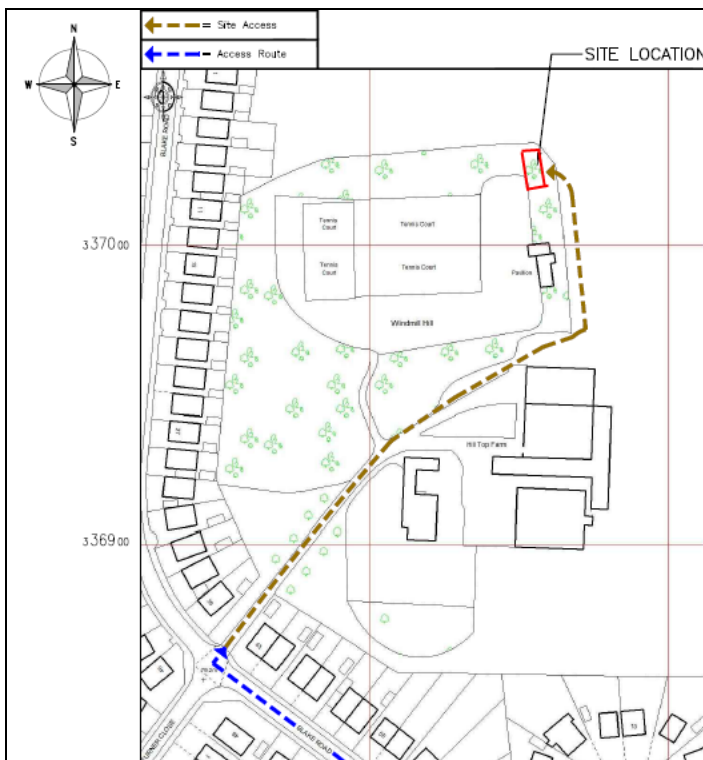 = Site Access
Access Route
SITE LOCATION
N
W
E
S
BLAKE ROAD
Tennis
Court
Tennis Court
3370 00
Tennis
Court
Tennis Court
Pavilion
Windmill Hill
Hill Top Farm
3369 00
BLAKE ROAD